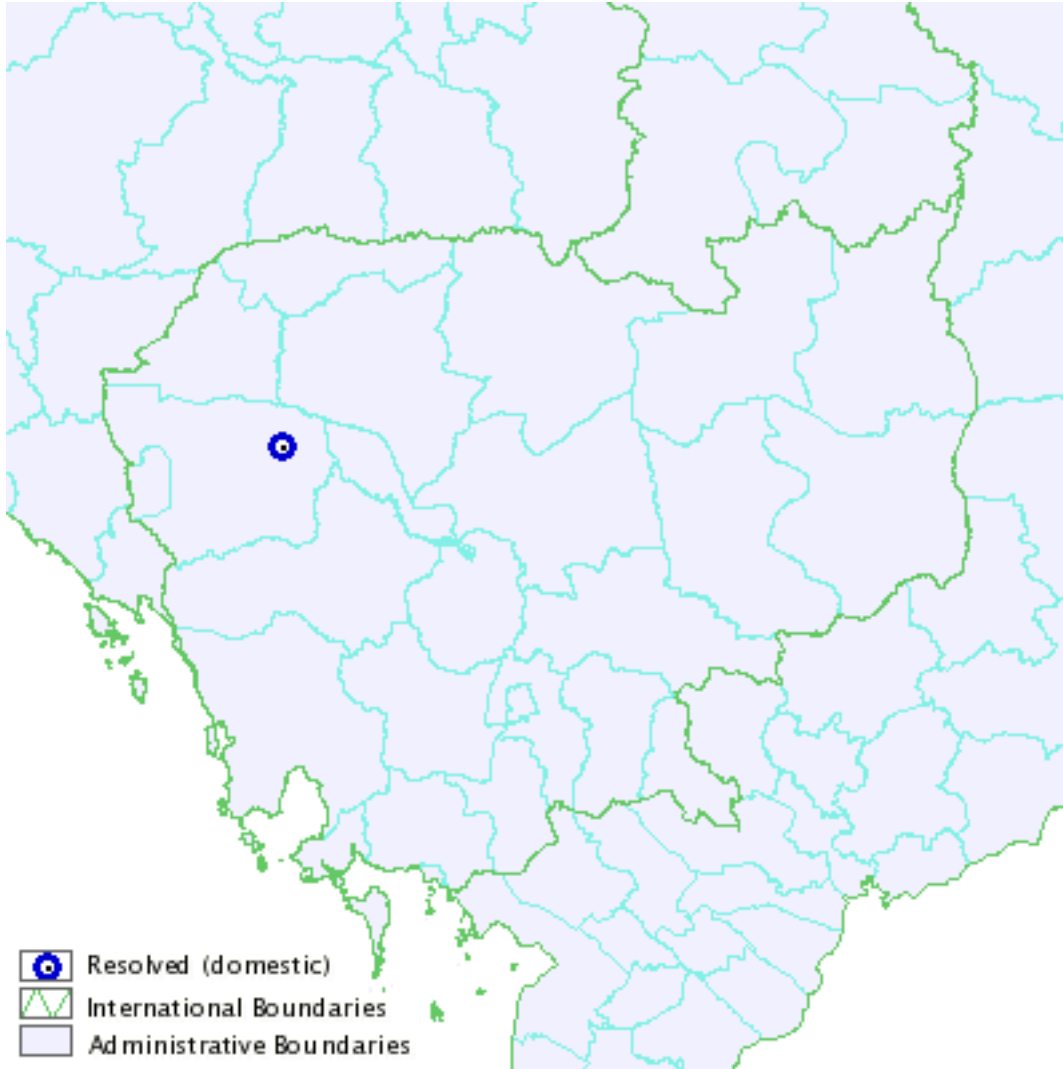 Resolved (domestic)
International Boundaries
Administrative Boundaries